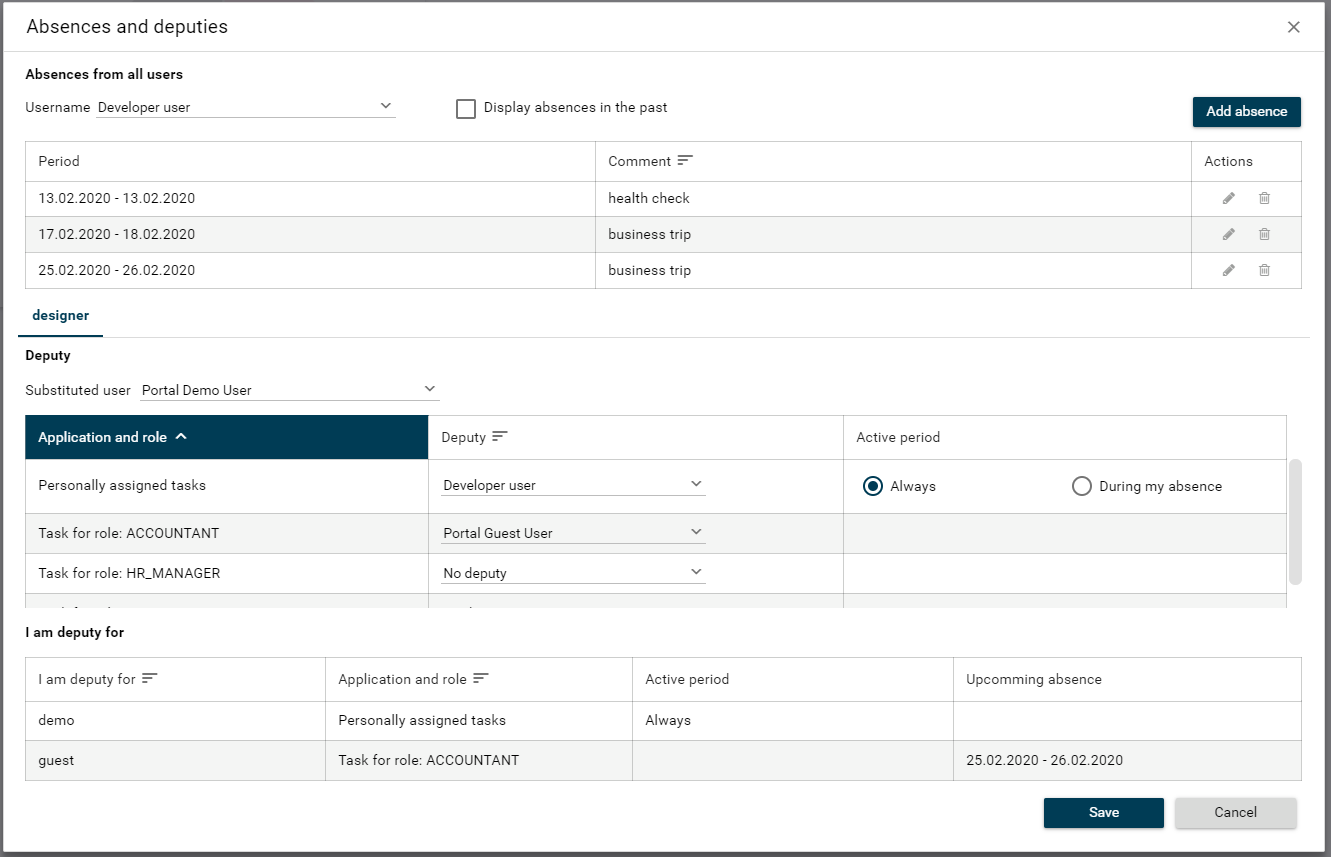 Absences and deputies
Absences from all users
Username Developer user Display absences in the past Add absence
Period Comment Actions
13.02.2020 - 13.02.2020 health check
17.02.2020 - 18.02.2020 business trip
25.02.2020 - 26.02.2020 business trip
designer
Deputy
Substituted user Portal Demo User
Application and role Deputy Active period
Personally assigned tasks Developer user Always During my absence
Task for role: ACCOUNTANT Portal Guest User
Task for role: HR_MANAGER No deputy
I am deputy for
I am deputy for Application and role Active period Upcomming absence
demo Personally assigned tasks Always
guest Task for role: ACCOUNTANT 25.02.2020 - 26.02.2020
Save Cancel